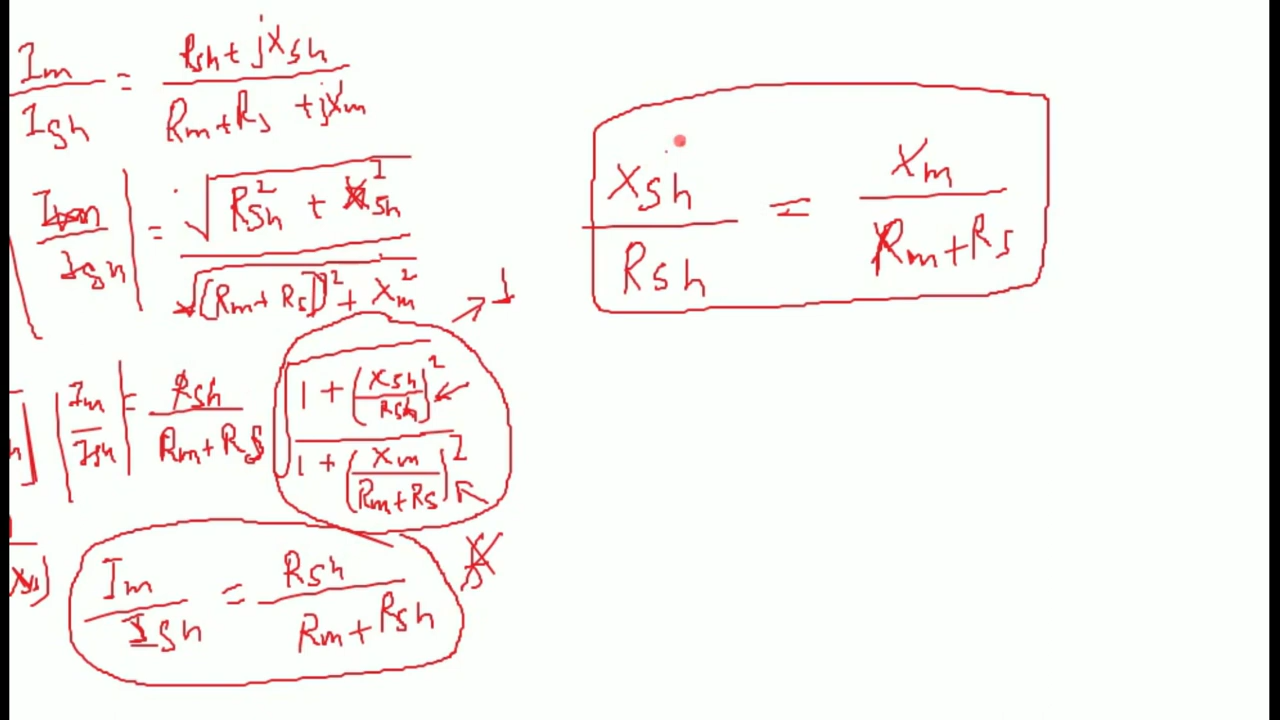 Im / Ish = Rsh + jXsh / Rm + Rs + jXm
| Im / Ish | = √(Rsh² + Xsh²) / √((Rm + Rs)² + Xm²)
→ 1
| Im / Ish | = Rsh / Rm + Rs √(1 + (Xsh / Rsh)² / 1 + (Xm / Rm + Rs)²)
Im / Ish = Rsh / Rm + Rsh
Xsh / Rsh = Xm / Rm + Rs